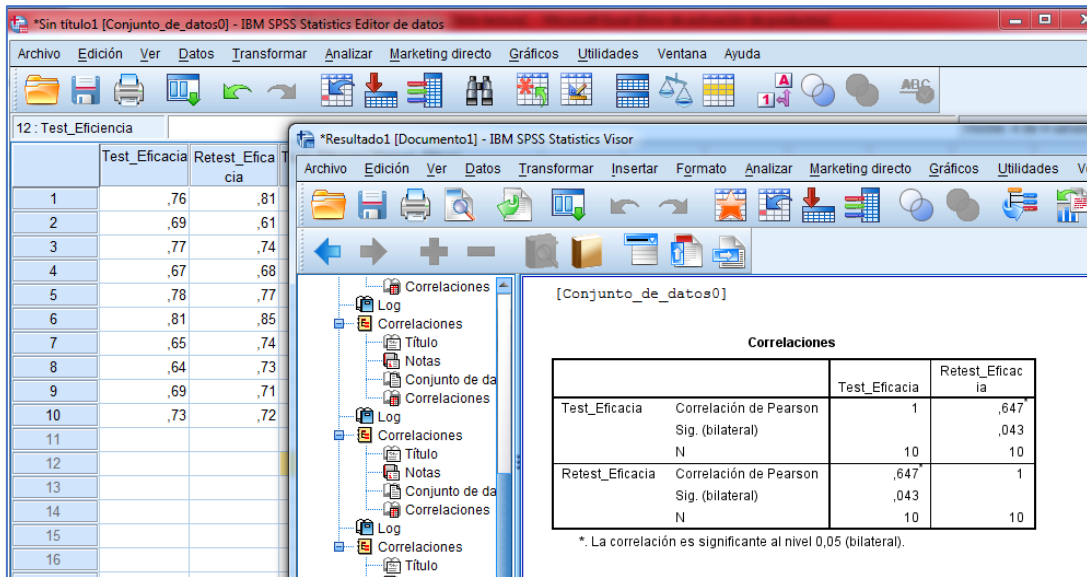 *Sin título1 [Conjunto_de_datos0] - IBM SPSS Statistics Editor de datos
Archivo Edición Ver Datos Transformar Analizar Marketing directo Gráficos Utilidades Ventana Ayuda
A
1 4
ABC
12 : Test_Eficiencia
Test_Eficacia Retest_Efica
cia
1 ,76 ,81
2 ,69 ,61
3 ,77 ,74
4 ,67 ,68
5 ,78 ,77
6 ,81 ,85
7 ,65 ,74
8 ,64 ,73
9 ,69 ,71
10 ,73 ,72
11
12
13
14
15
16
*Resultado1 [Documento1] - IBM SPSS Statistics Visor
Archivo Edición Ver Datos Transformar Insertar Formato Analizar Marketing directo Gráficos Utilidades
Correlaciones
Log
Correlaciones
Título
Notas
Conjunto de da
Correlaciones
Log
Correlaciones
Título
Notas
Conjunto de da
Correlaciones
Log
Correlaciones
Título
[Conjunto_de_datos0]
Correlaciones
Test_Eficacia Retest_Eficac
ia
Test_Eficacia Correlación de Pearson 1 ,647*
Sig. (bilateral) ,043
N 10 10
Retest_Eficacia Correlación de Pearson ,647* 1
Sig. (bilateral) ,043
N 10 10
*. La correlación es significante al nivel 0,05 (bilateral).